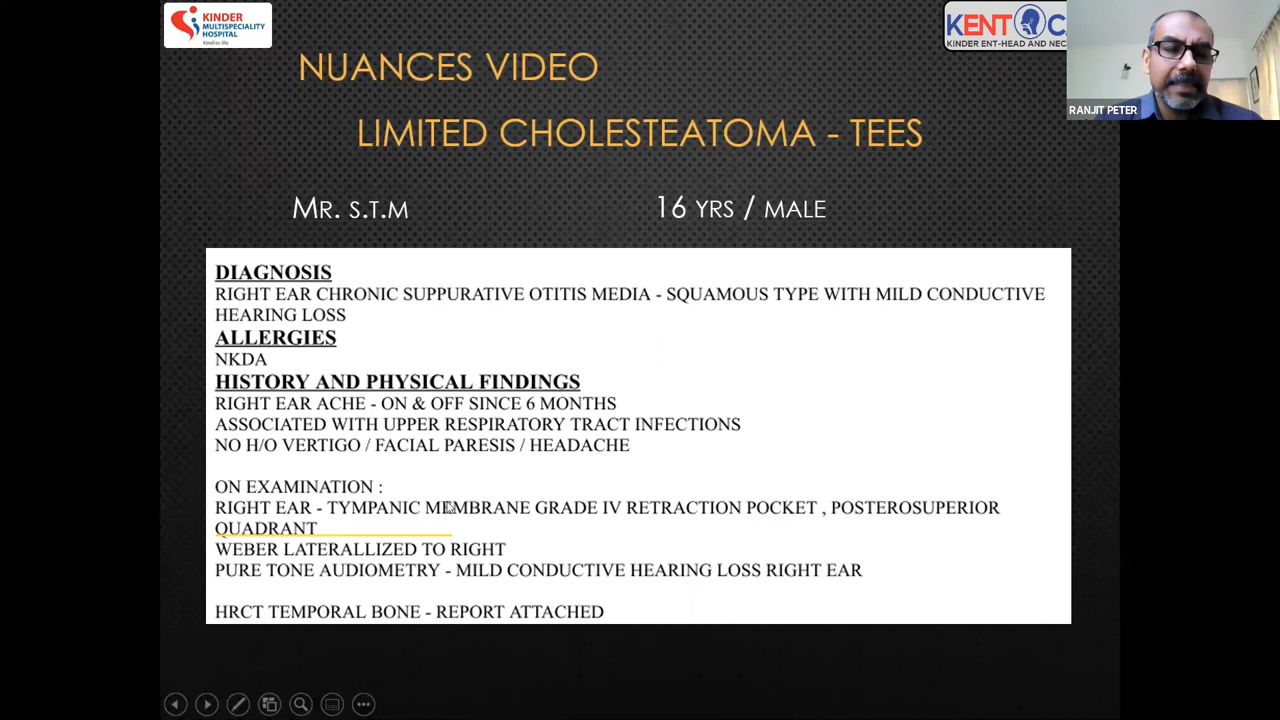 KINDER
MULTISPECIALITY
HOSPITAL
Kindles life
KENT
KINDER ENT-HEAD AND NEC
RANJIT PETER
NUANCES VIDEO
LIMITED CHOLESTEATOMA - TEES
MR. S.T.M
16 YRS / MALE
DIAGNOSIS
RIGHT EAR CHRONIC SUPPURATIVE OTITIS MEDIA - SQUAMOUS TYPE WITH MILD CONDUCTIVE
HEARING LOSS
ALLERGIES
NKDA
HISTORY AND PHYSICAL FINDINGS
RIGHT EAR ACHE - ON & OFF SINCE 6 MONTHS
ASSOCIATED WITH UPPER RESPIRATORY TRACT INFECTIONS
NO H/O VERTIGO / FACIAL PARESIS / HEADACHE
ON EXAMINATION :
RIGHT EAR - TYMPANIC MEMBRANE GRADE IV RETRACTION POCKET , POSTEROSUPERIOR
QUADRANT
WEBER LATERALLIZED TO RIGHT
PURE TONE AUDIOMETRY - MILD CONDUCTIVE HEARING LOSS RIGHT EAR
HRCT TEMPORAL BONE - REPORT ATTACHED